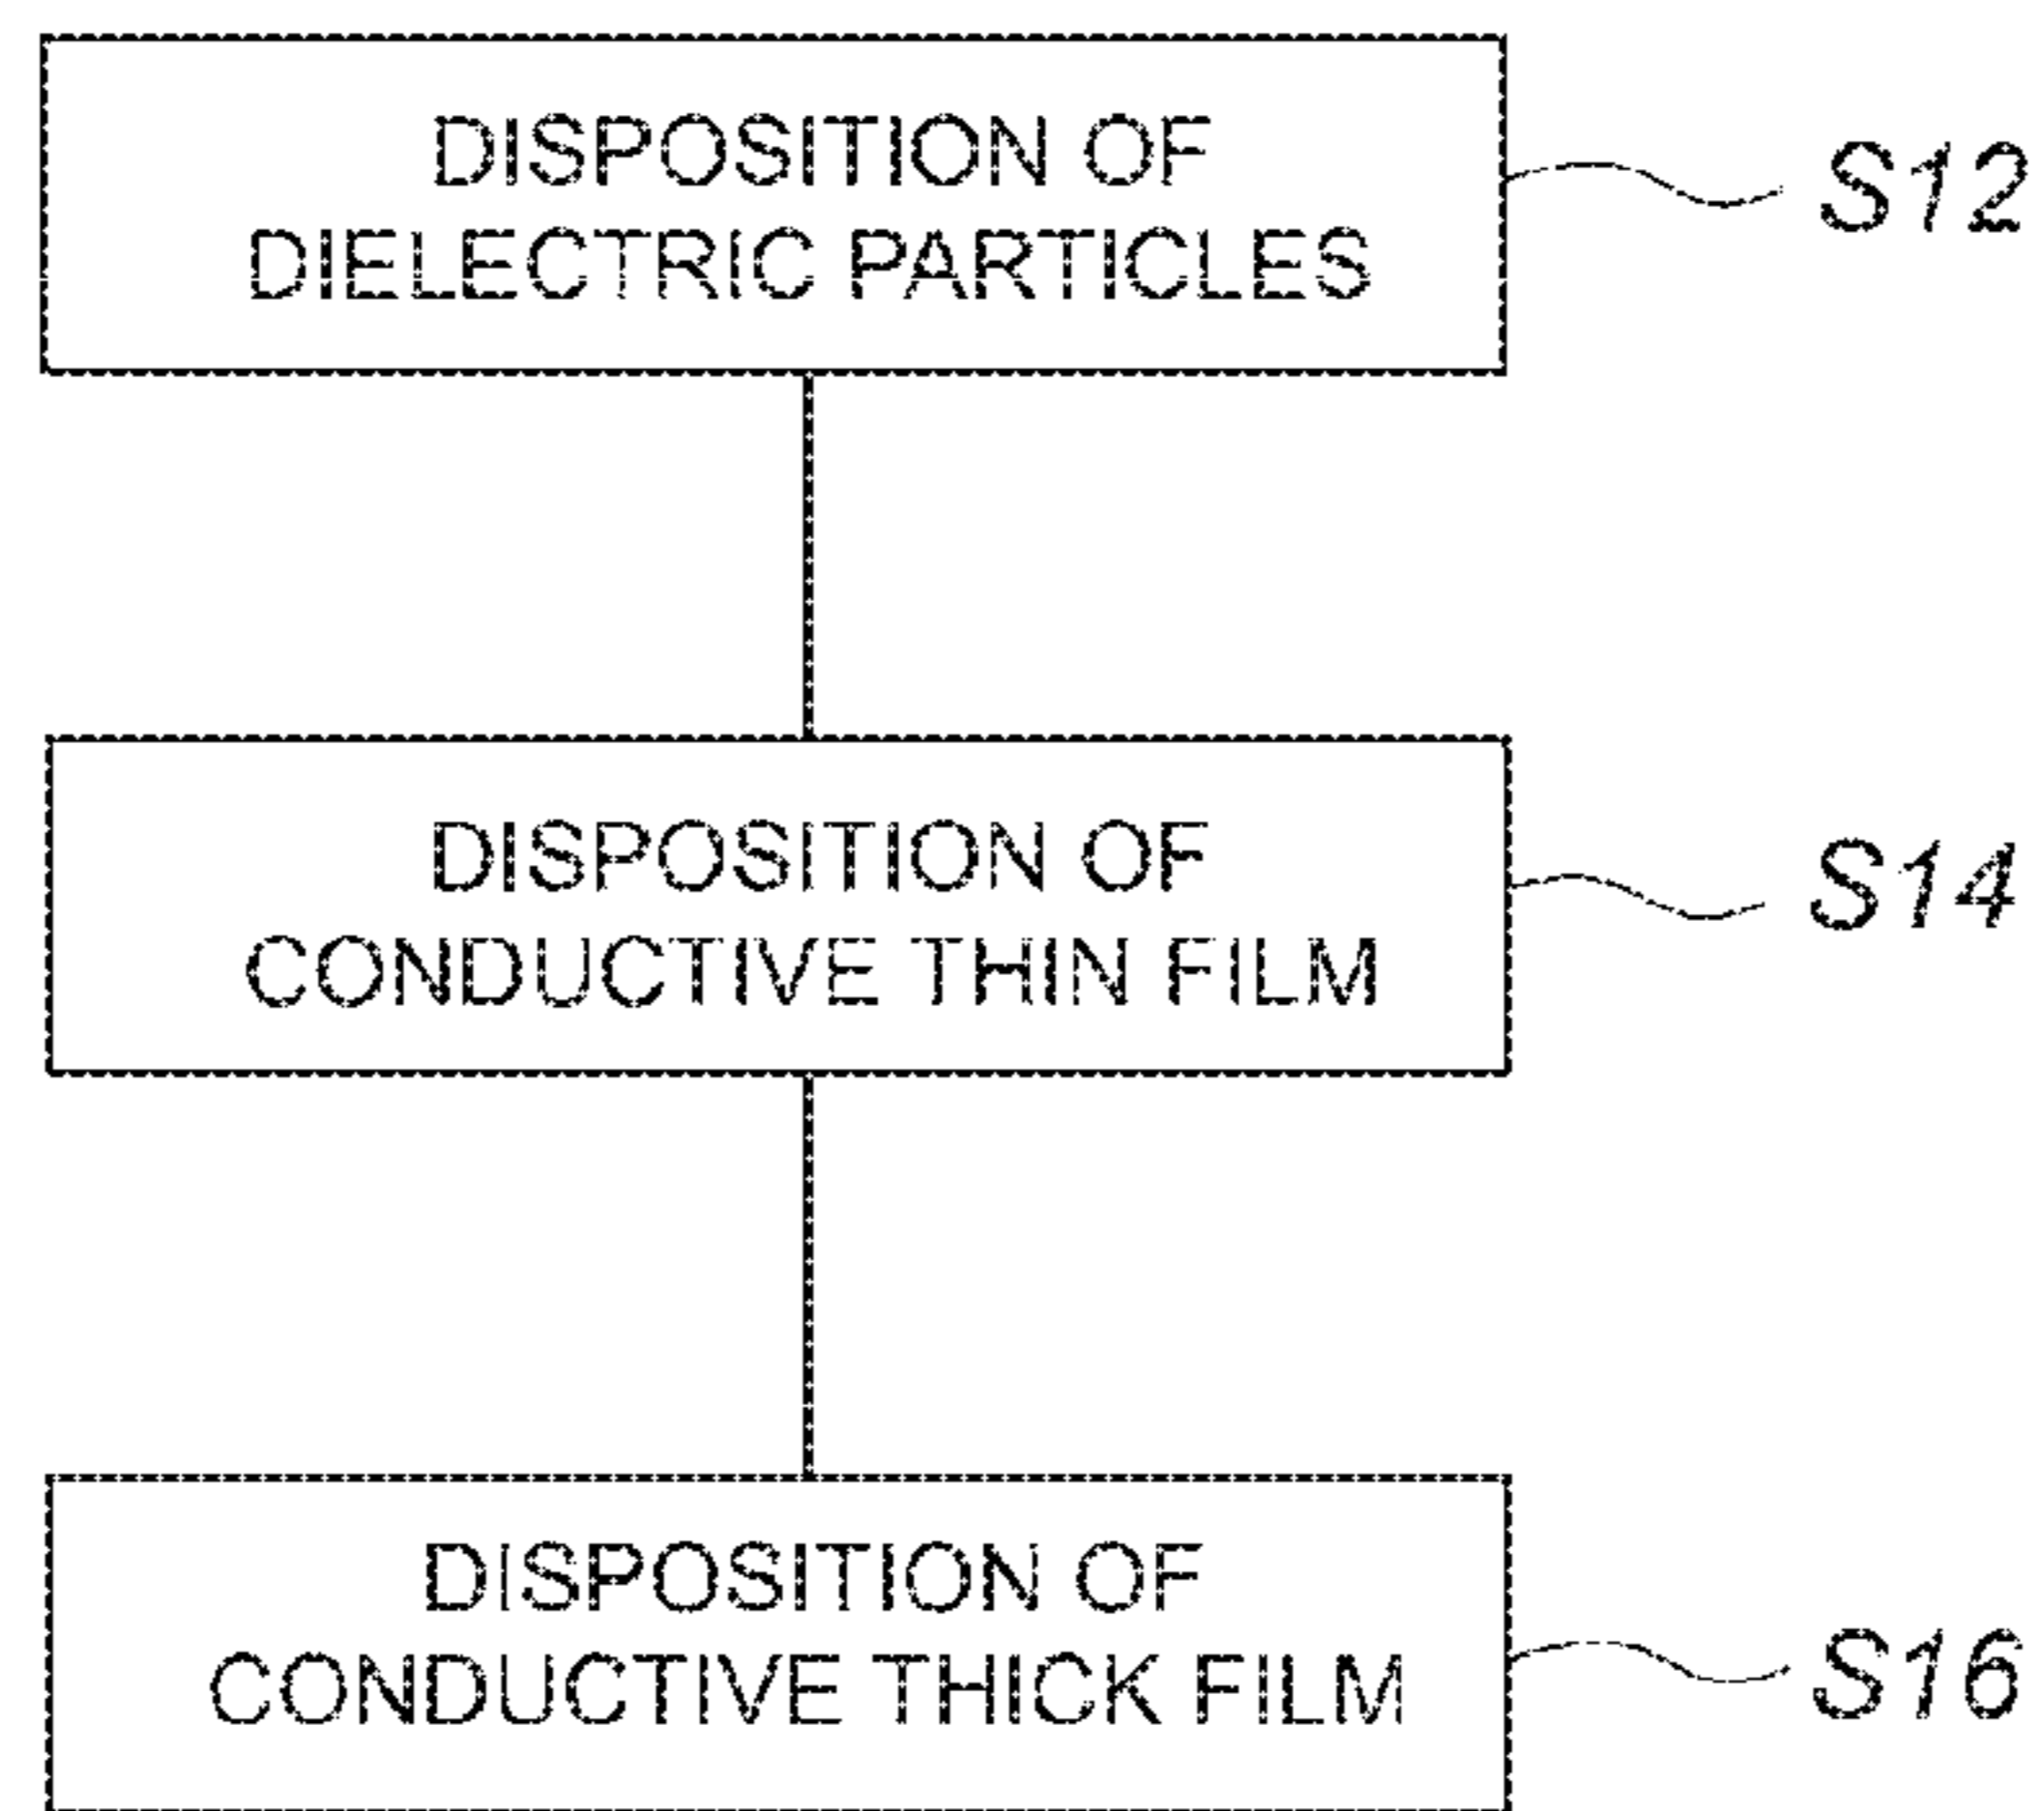 DISPOSITION OF
DIELECTRIC PARTICLES
S12
DISPOSITION OF
CONDUCTIVE THIN FILM
S14
DISPOSITION OF
CONDUCTIVE THICK FILM
S16